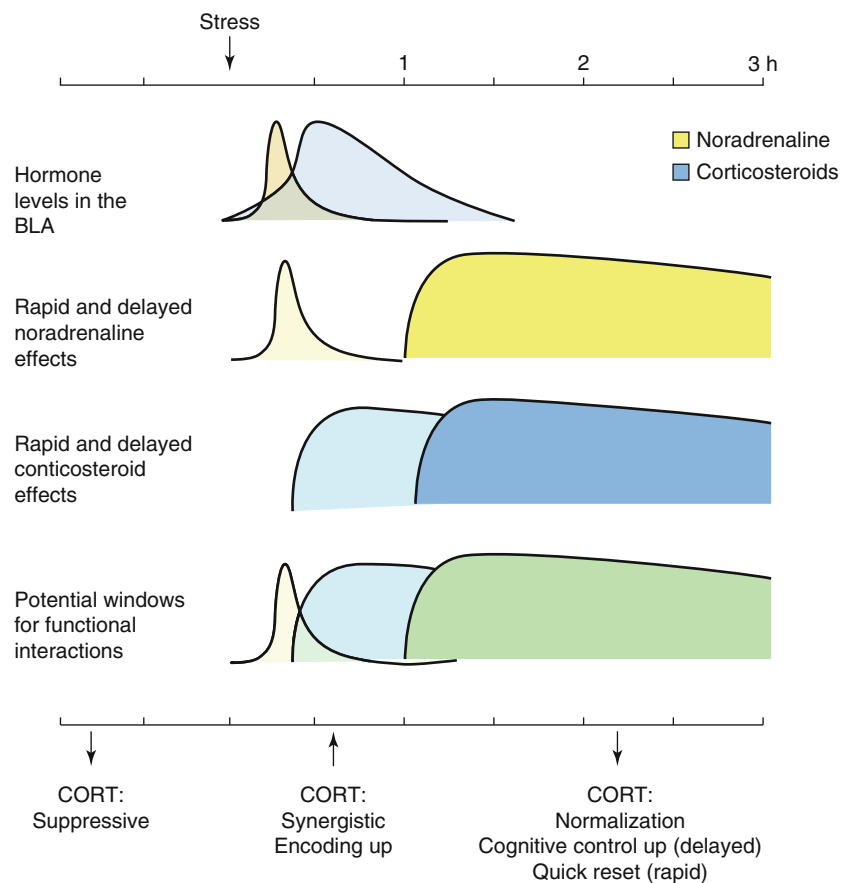 Stress
1
2
3 h
Noradrenaline
Corticosteroids
Hormone
levels in the
BLA
Rapid and delayed
noradrenaline
effects
Rapid and delayed
corticosteroid
effects
Potential windows
for functional
interactions
CORT:
Suppressive
CORT:
Synergistic
Encoding up
CORT:
Normalization
Cognitive control up (delayed)
Quick reset (rapid)